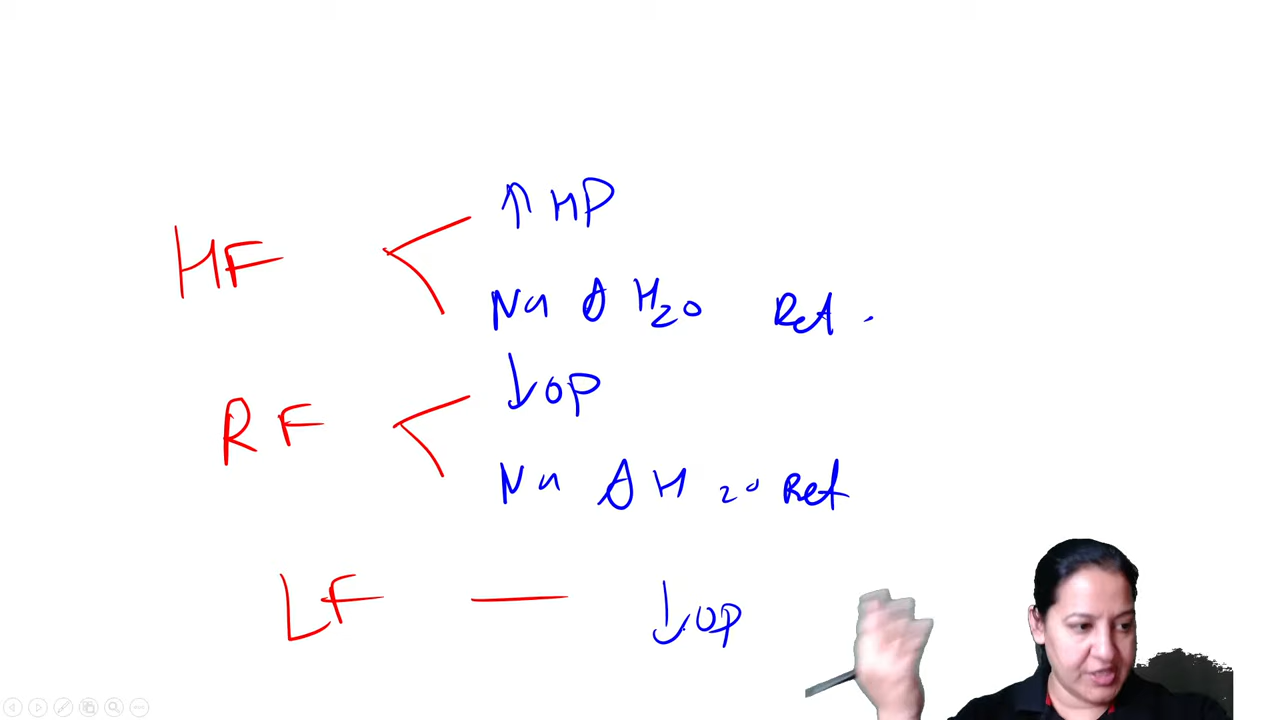 ↑ HP
HF
Na & H2O Ret.
↓ OP
RF
Na & H2O Ret
LF — ↓ OP